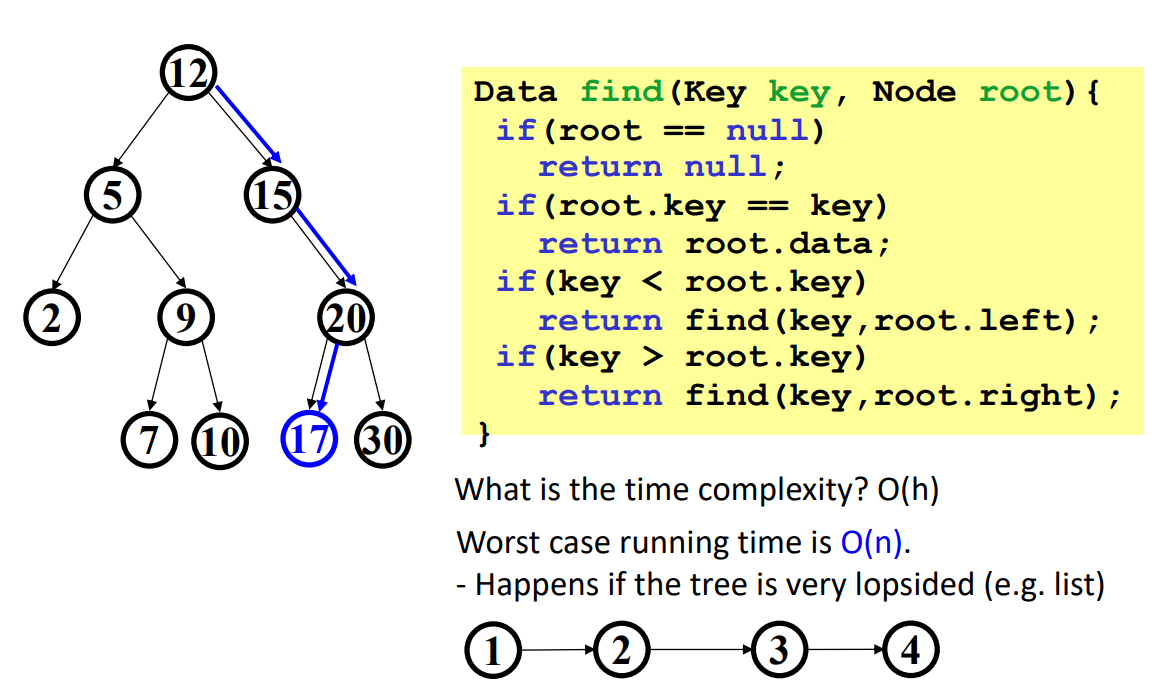 12
5 15
2 9 20
7 10 17 30
Data find(Key key, Node root){
if(root == null)
return null;
if(root.key == key)
return root.data;
if(key < root.key)
return find(key,root.left);
if(key > root.key)
return find(key,root.right);
}
What is the time complexity? O(h)
Worst case running time is O(n).
- Happens if the tree is very lopsided (e.g. list)
1 2 3 4